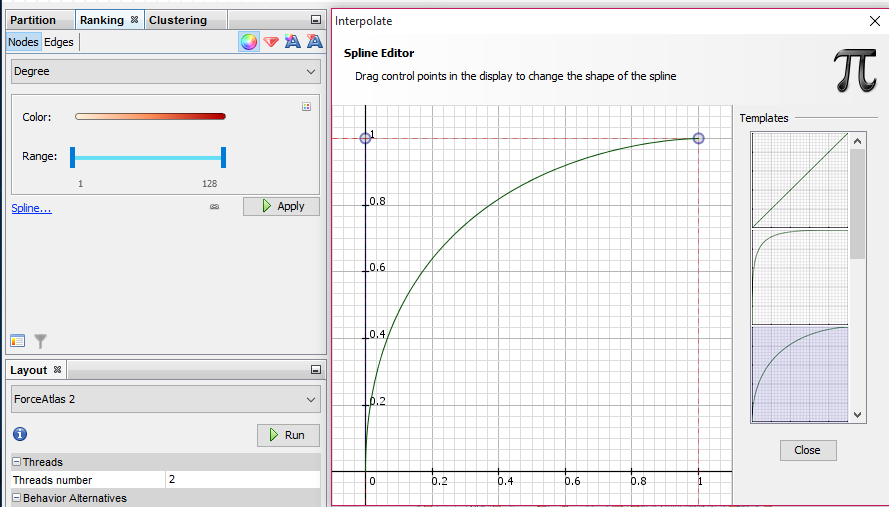 Partition
Ranking
Clustering
Nodes Edges
Degree
Color:
Range:
1 128
Spline...
Apply
Layout
ForceAtlas 2
Run
Threads
Threads number 2
Behavior Alternatives
Interpolate
Spline Editor
Drag control points in the display to change the shape of the spline
π
1
0.8
0.6
0.4
0.2
0 0.2 0.4 0.6 0.8 1
Templates
Close